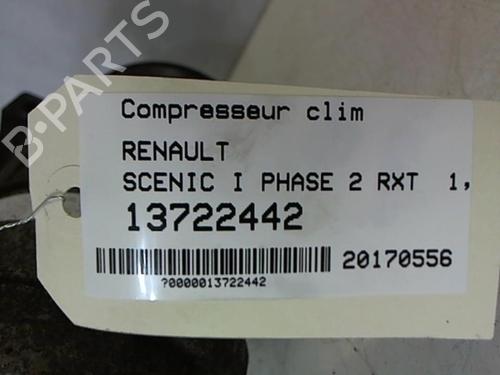 B-PARTS
Compresseur clim
RENAULT
SCENIC I PHASE 2 RXT 1,
13722442
20170556
?0000013722442